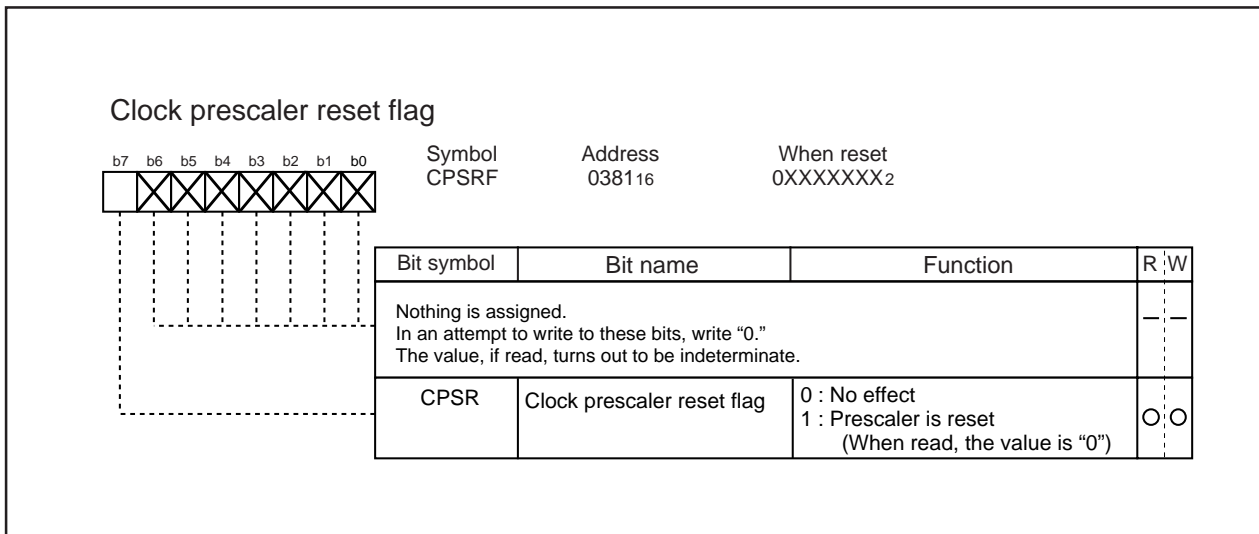 Clock prescaler reset flag
b7 b6 b5 b4 b3 b2 b1 b0
Symbol Address When reset
CPSRF 038116 0XXXXXXX2
Bit symbol Bit name Function R W
Nothing is assigned.
In an attempt to write to these bits, write “0.”
The value, if read, turns out to be indeterminate.
— —
CPSR Clock prescaler reset flag 0 : No effect
1 : Prescaler is reset
(When read, the value is “0”)
O O